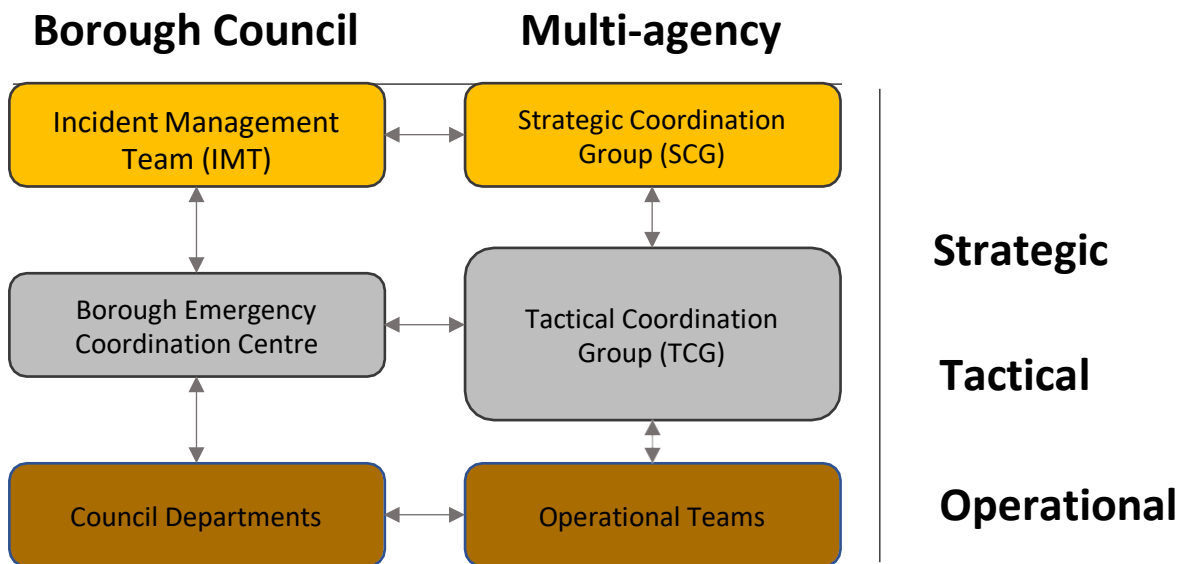 Borough Council
Multi-agency
Incident Management
Team (IMT)
Strategic Coordination
Group (SCG)
Strategic
Borough Emergency
Coordination Centre
Tactical Coordination
Group (TCG)
Tactical
Council Departments
Operational Teams
Operational